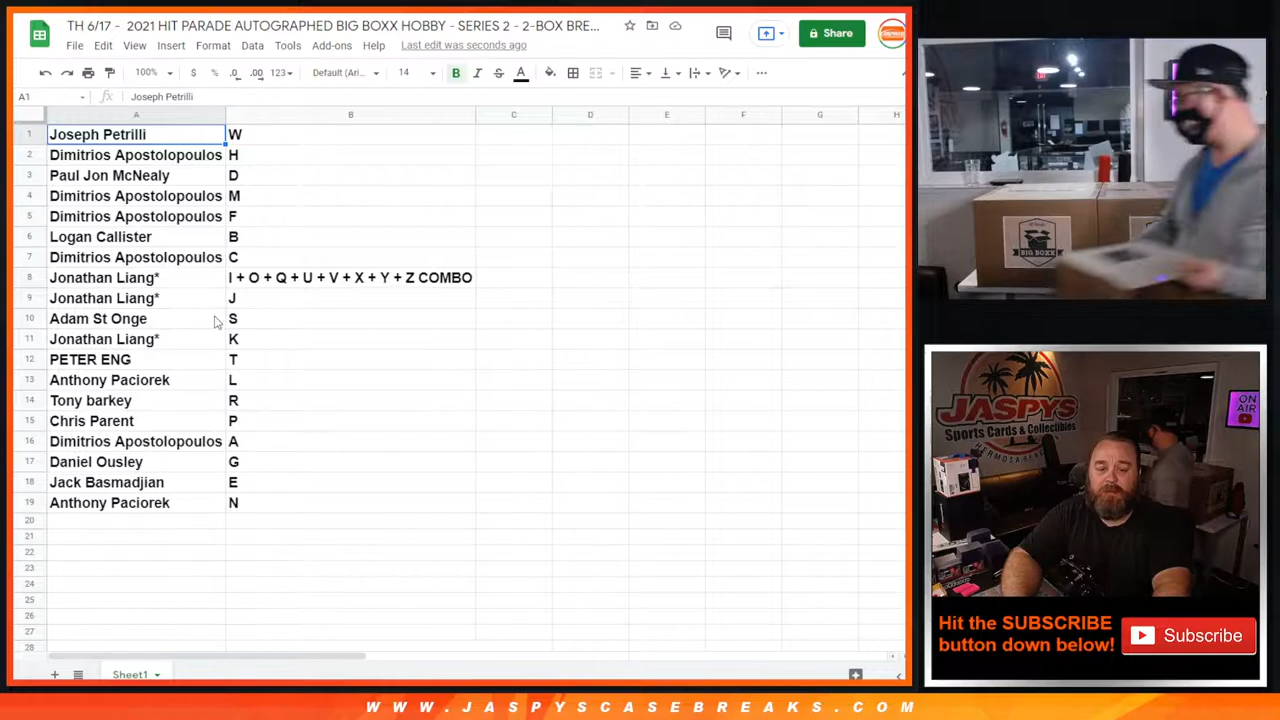 TH 6/17 - 2021 HIT PARADE AUTOGRAPHED BIG BOXX HOBBY - SERIES 2 - 2-BOX BRE...
File Edit View Insert Format Data Tools Add-ons Help Last edit was seconds ago
Share
100% $ % .0 .00 123 Default (Ari... 14 B I S A
A1 fx Joseph Petrilli
A B C D E F G H
1 Joseph Petrilli W
2 Dimitrios Apostolopoulos H
3 Paul Jon McNealy D
4 Dimitrios Apostolopoulos M
5 Dimitrios Apostolopoulos F
6 Logan Callister B
7 Dimitrios Apostolopoulos C
8 Jonathan Liang* I + O + Q + U + V + X + Y + Z COMBO
9 Jonathan Liang* J
10 Adam St Onge S
11 Jonathan Liang* K
12 PETER ENG T
13 Anthony Paciorek L
14 Tony barkey R
15 Chris Parent P
16 Dimitrios Apostolopoulos A
17 Daniel Ousley G
18 Jack Basmadjian E
19 Anthony Paciorek N
20
21
22
23
24
25
26
27
28
Sheet1
BIG BOXX
JASPYS
Sports Cards & Collectibles
HERMOSA BEACH
ON
AIR
Hit the SUBSCRIBE
button down below!
Subscribe
WWW.JASPYSCASEBREAKS.COM